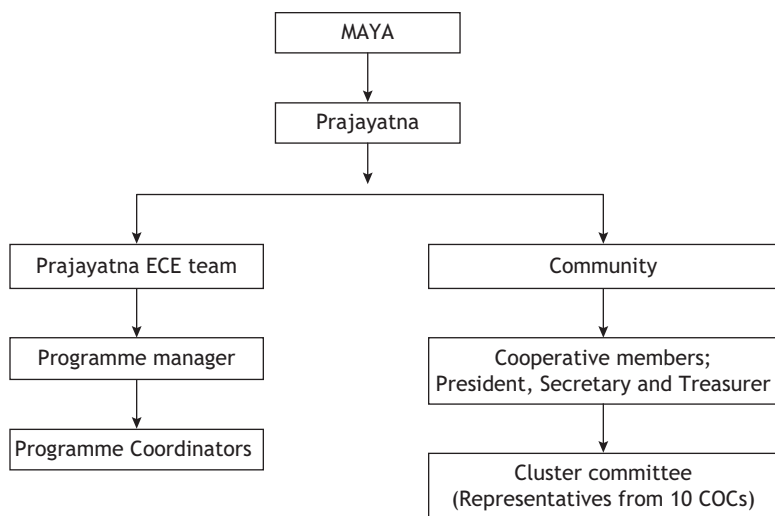 MAYA
Prajayatna
Prajayatna ECE team
Community
Programme manager
Cooperative members;
President, Secretary and Treasurer
Programme Coordinators
Cluster committee
(Representatives from 10 COCs)